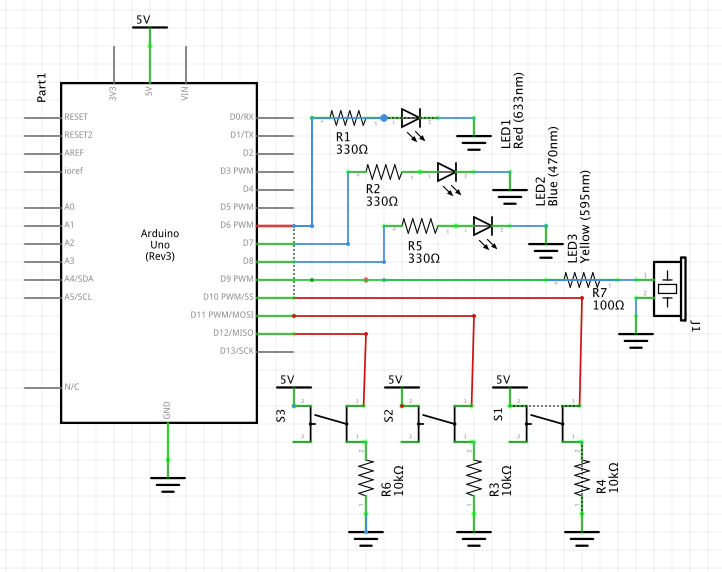 5V
Part1
3V3
5V
VIN
RESET
RESET2
AREF
ioref
A0
A1
A2
A3
A4/SDA
A5/SCL
N/C
Arduino
Uno
(Rev3)
D0/RX
D1/TX
D2
D3 PWM
D4
D5 PWM
D6 PWM
D7
D8
D9 PWM
D10 PWM/SS
D11 PWM/MOSI
D12/MISO
D13/SCK
GND
R1
330Ω
LED1
Red (633nm)
R2
330Ω
LED2
Blue (470nm)
R5
330Ω
LED3
Yellow (595nm)
R7
100Ω
J1
5V
S3
R6
10kΩ
5V
S2
R3
10kΩ
5V
S1
R4
10kΩ